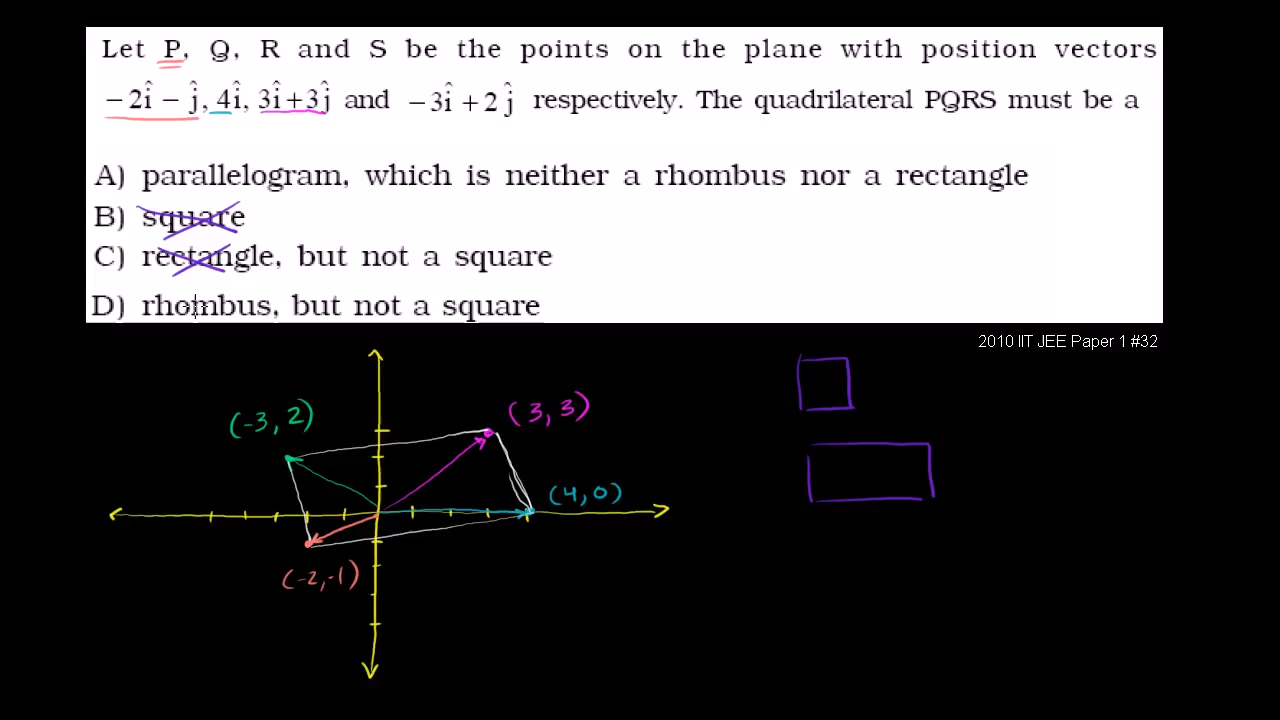 Let P, Q, R and S be the points on the plane with position vectors
−2î − ĵ, 4î, 3î+3ĵ and −3î+2ĵ respectively. The quadrilateral PQRS must be a
A) parallelogram, which is neither a rhombus nor a rectangle
B) square
C) rectangle, but not a square
D) rhombus, but not a square
2010 IIT JEE Paper 1 #32
(-3, 2)
(3, 3)
(4, 0)
(-2, -1)